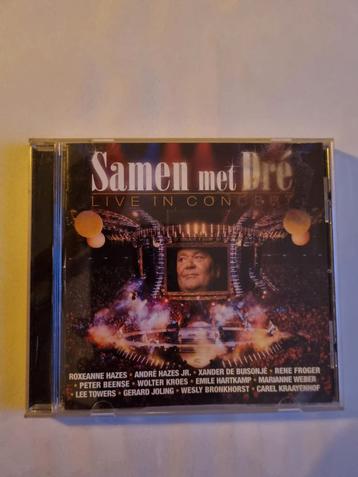 Samen met Dré
LIVE IN CONCERT
ROXEANNE HAZES • ANDRÉ HAZES JR. • XANDER DE BUISONJÉ • RENE FROGER
• PETER BEENSE • WOLTER KROES • EMILE HARTKAMP • MARIANNE WEBER
• LEE TOWERS • GERARD JOLING • WESLY BRONKHORST • CAREL KRAAYENHOF